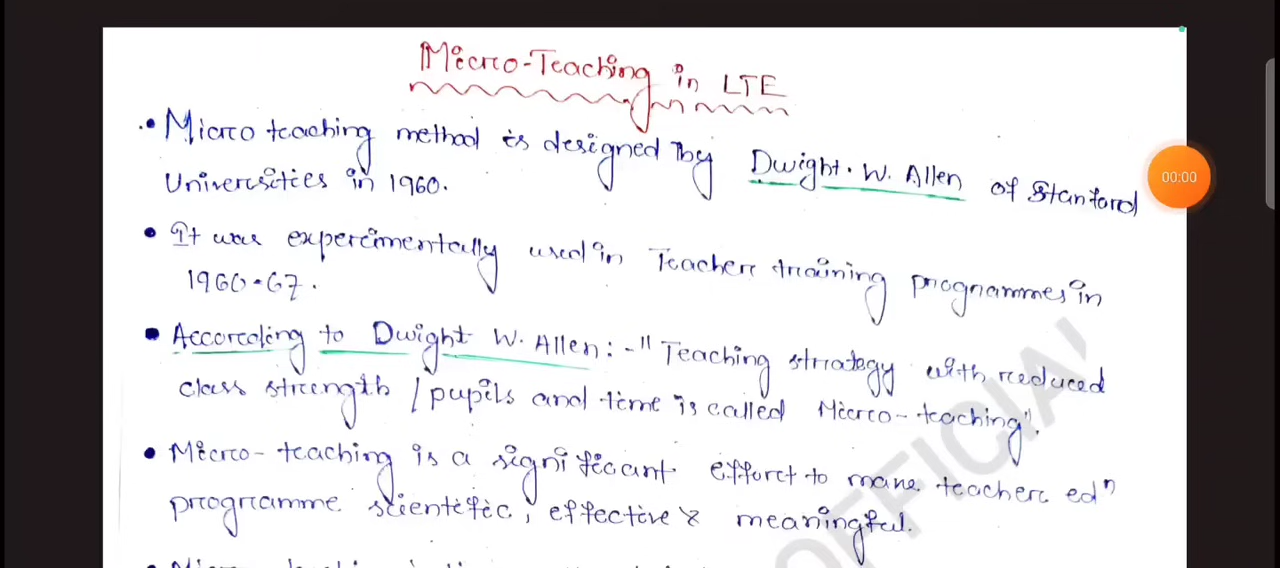 Micro-Teaching in LTE
• Micro teaching method is designed by Dwight. W. Allen of Stanford
Universities in 1960.
00:00
• It was experimentally used in Teacher training programmes in
1966-67.
• According to Dwight W. Allen :- "Teaching strategy with reduced
class strength / pupils and time is called Micro-teaching".
• Micro-teaching is a significant effort to make teacher edn
programme scientific, effective & meaningful.
OFFICIAL